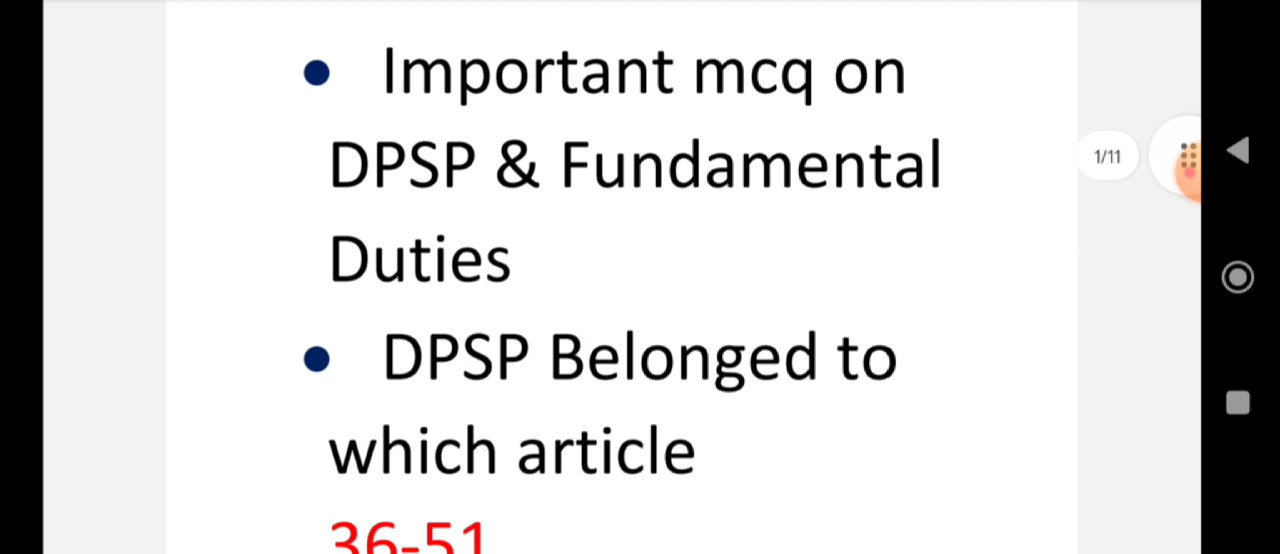 Important mcq on
DPSP & Fundamental
Duties
1/11
DPSP Belonged to
which article
36-51